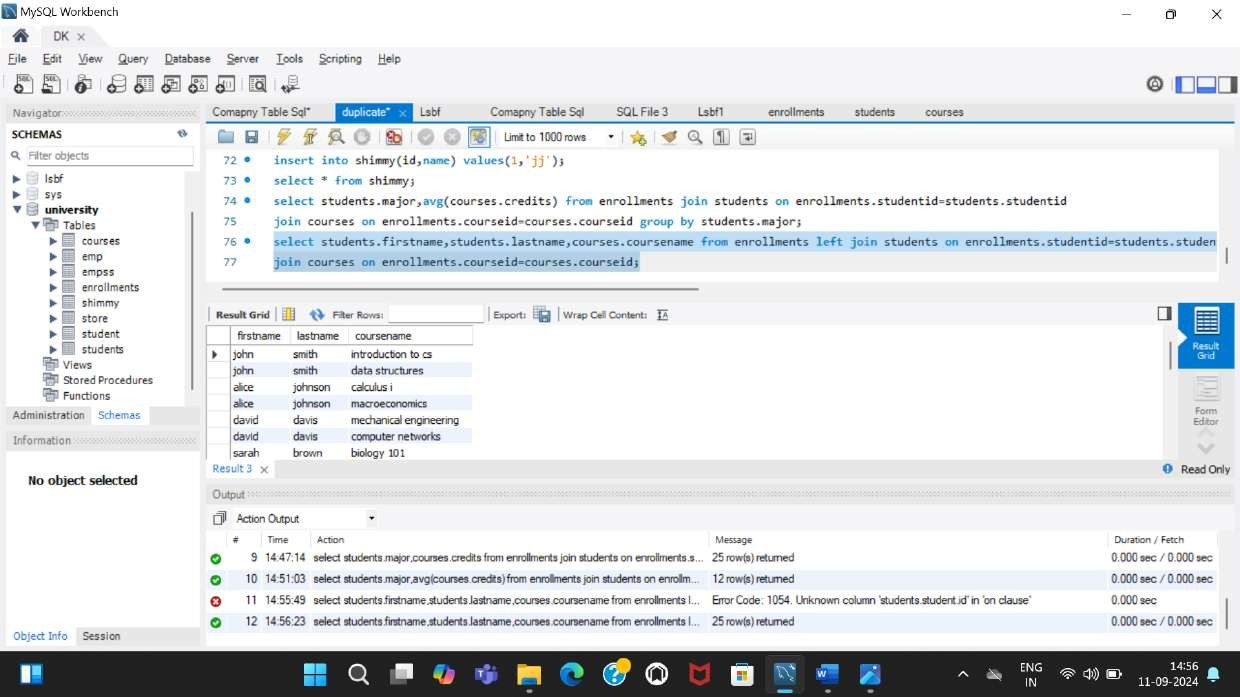 MySQL Workbench
DK
File Edit View Query Database Server Tools Scripting Help
Navigator
SCHEMAS
Filter objects
lsbf
sys
university
Tables
courses
emp
empss
enrollments
shimmy
store
student
students
Views
Stored Procedures
Functions
Administration Schemas
Information
No object selected
Object Info Session
Comapny Table Sql* duplicate* Lsbf Comapny Table Sql SQL File 3 Lsbf1 enrollments students courses
Limit to 1000 rows
72 insert into shimmy(id,name) values(1,'jj');
73 select * from shimmy;
74 select students.major,avg(courses.credits) from enrollments join students on enrollments.studentid=students.studentid
75 join courses on enrollments.courseid=courses.courseid group by students.major;
76 select students.firstname,students.lastname,courses.coursename from enrollments left join students on enrollments.studentid=students.studen
77 join courses on enrollments.courseid=courses.courseid;
Result Grid Filter Rows: Export: Wrap Cell Content:
firstname lastname coursename
john smith introduction to cs
john smith data structures
alice johnson calculus i
alice johnson macroeconomics
david davis mechanical engineering
david davis computer networks
sarah brown biology 101
Result Grid
Form Editor
Result 3 Read Only
Output
Action Output
# Time Action Message Duration / Fetch
9 14:47:14 select students.major,courses.credits from enrollments join students on enrollments.s... 25 row(s) returned 0.000 sec / 0.000 sec
10 14:51:03 select students.major,avg(courses.credits) from enrollments join students on enrollm... 12 row(s) returned 0.000 sec / 0.000 sec
11 14:55:49 select students.firstname,students.lastname,courses.coursename from enrollments l... Error Code: 1054. Unknown column 'students.student.id' in 'on clause' 0.000 sec
12 14:56:23 select students.firstname,students.lastname,courses.coursename from enrollments l... 25 row(s) returned 0.000 sec / 0.000 sec
ENG
IN
14:56
11-09-2024